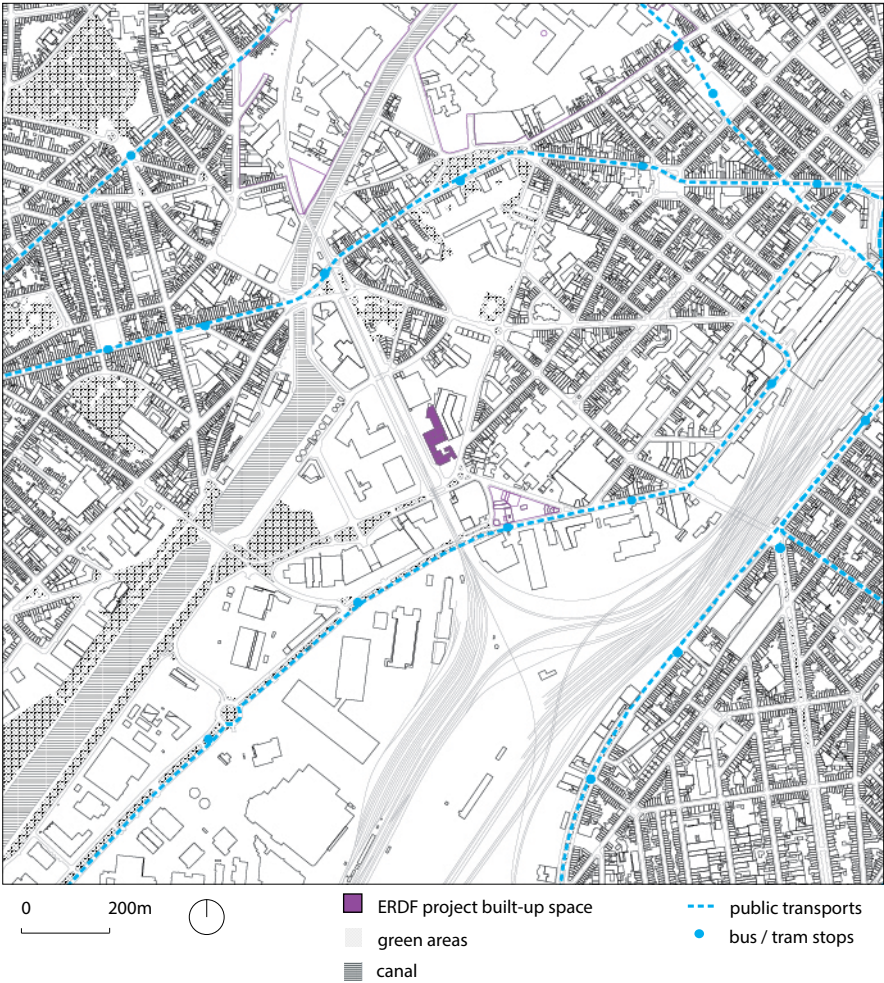 0 200m
ERDF project built-up space
green areas
canal
public transports
bus / tram stops